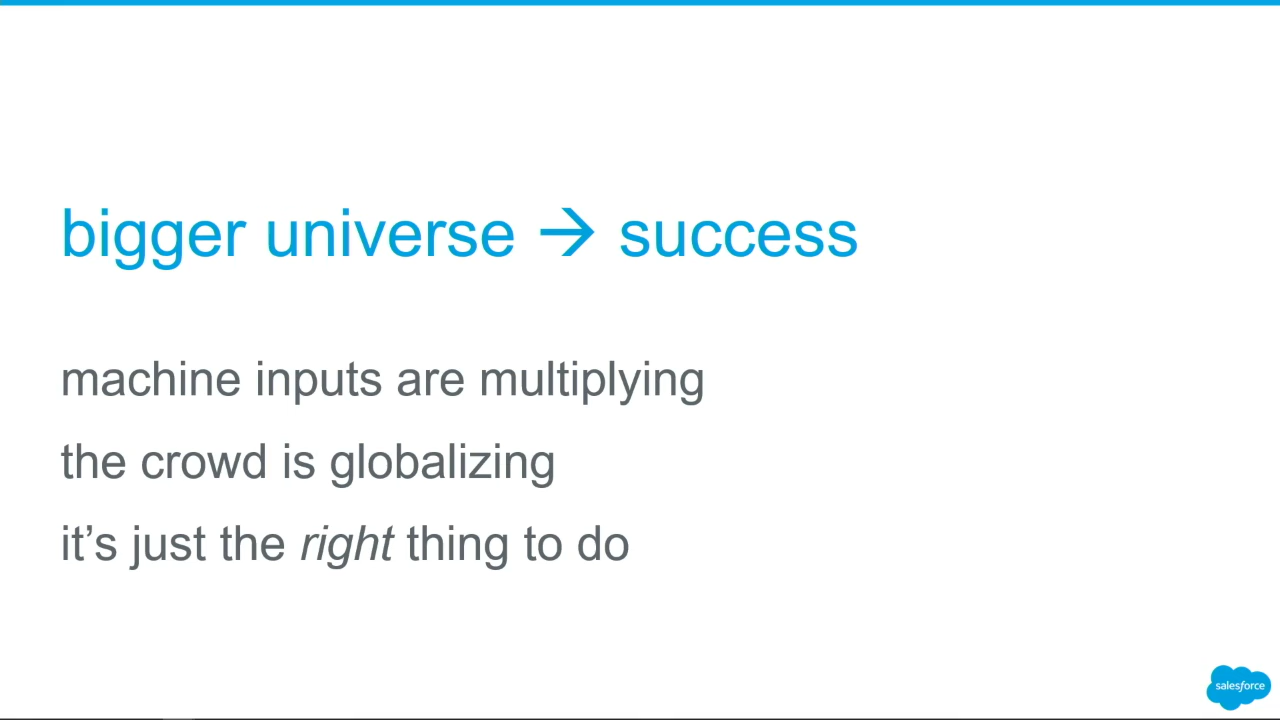 bigger universe → success
machine inputs are multiplying
the crowd is globalizing
it’s just the right thing to do
salesforce